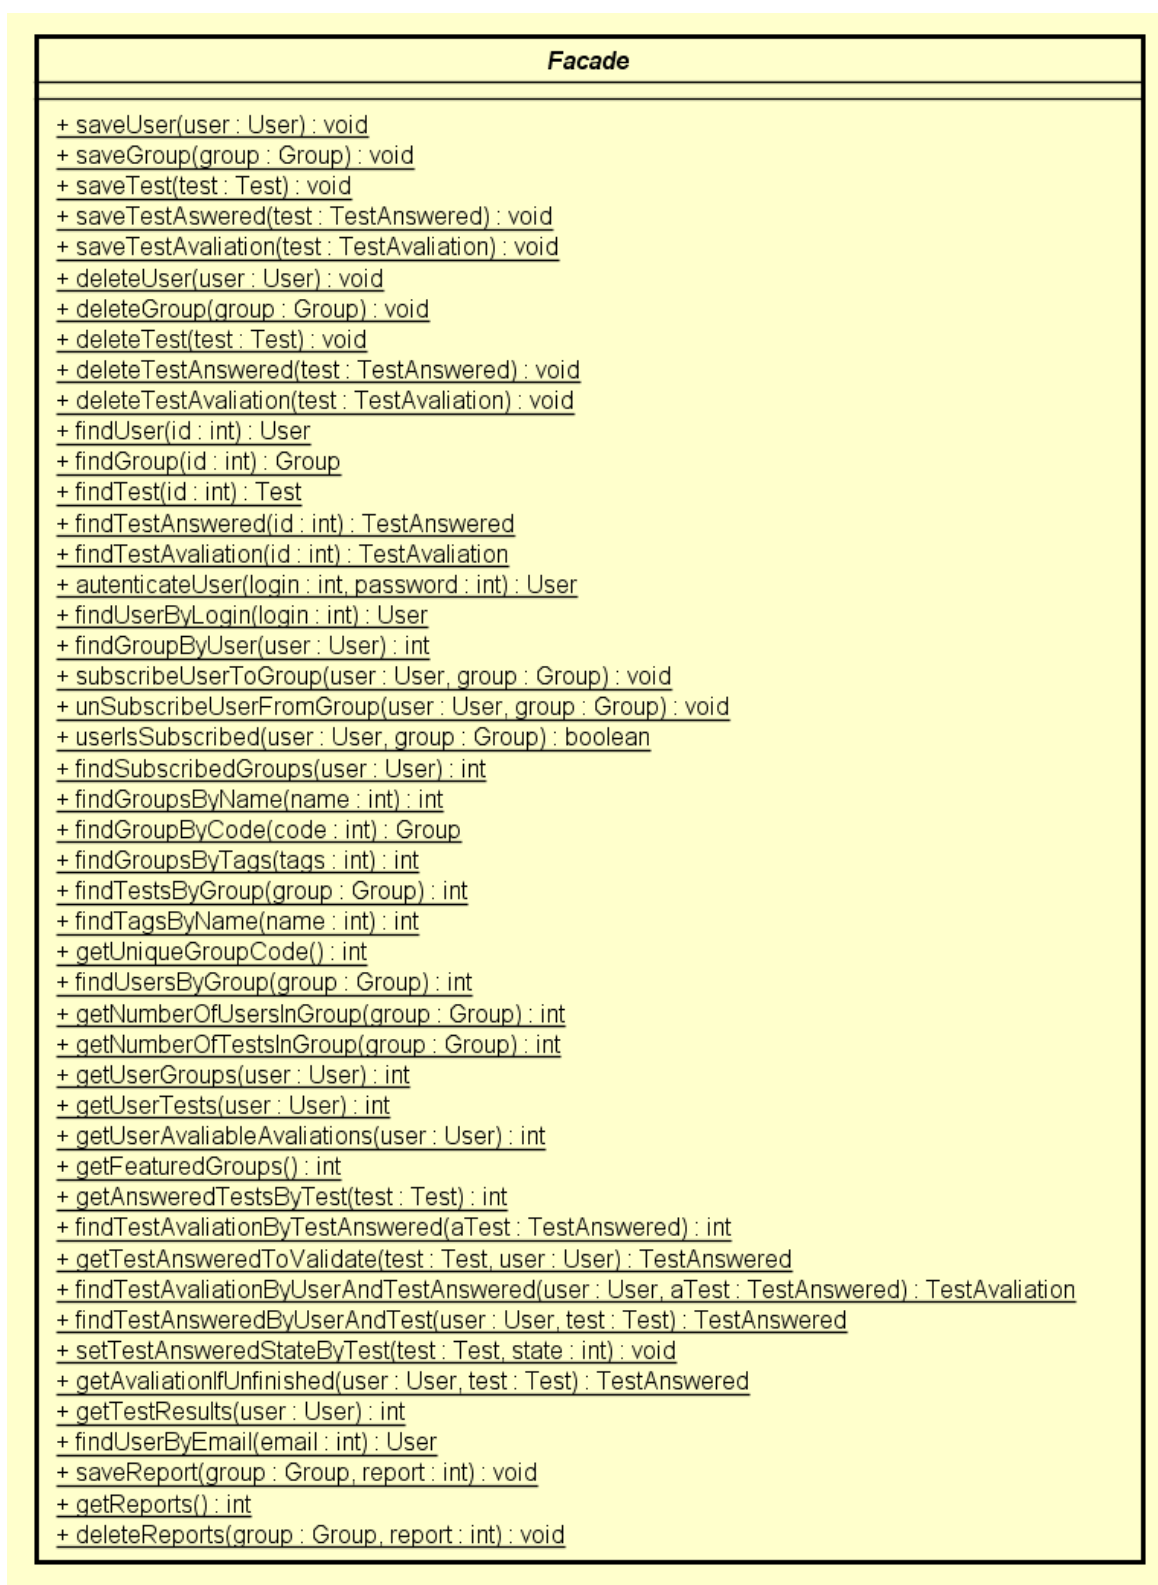 Facade
+ saveUser(user : User) : void
+ saveGroup(group : Group) : void
+ saveTest(test : Test) : void
+ saveTestAswered(test : TestAnswered) : void
+ saveTestAvaliation(test : TestAvaliation) : void
+ deleteUser(user : User) : void
+ deleteGroup(group : Group) : void
+ deleteTest(test : Test) : void
+ deleteTestAnswered(test : TestAnswered) : void
+ deleteTestAvaliation(test : TestAvaliation) : void
+ findUser(id : int) : User
+ findGroup(id : int) : Group
+ findTest(id : int) : Test
+ findTestAnswered(id : int) : TestAnswered
+ findTestAvaliation(id : int) : TestAvaliation
+ autenticateUser(login : int, password : int) : User
+ findUserByLogin(login : int) : User
+ findGroupByUser(user : User) : int
+ subscribeUserToGroup(user : User, group : Group) : void
+ unSubscribeUserFromGroup(user : User, group : Group) : void
+ userIsSubscribed(user : User, group : Group) : boolean
+ findSubscribedGroups(user : User) : int
+ findGroupsByName(name : int) : int
+ findGroupByCode(code : int) : Group
+ findGroupsByTags(tags : int) : int
+ findTestsByGroup(group : Group) : int
+ findTagsByName(name : int) : int
+ getUniqueGroupCode() : int
+ findUsersByGroup(group : Group) : int
+ getNumberOfUsersInGroup(group : Group) : int
+ getNumberOfTestsInGroup(group : Group) : int
+ getUserGroups(user : User) : int
+ getUserTests(user : User) : int
+ getUserAvaliableAvaliations(user : User) : int
+ getFeaturedGroups() : int
+ getAnsweredTestsByTest(test : Test) : int
+ findTestAvaliationByTestAnswered(aTest : TestAnswered) : int
+ getTestAnsweredToValidate(test : Test, user : User) : TestAnswered
+ findTestAvaliationByUserAndTestAnswered(user : User, aTest : TestAnswered) : TestAvaliation
+ findTestAnsweredByUserAndTest(user : User, test : Test) : TestAnswered
+ setTestAnsweredStateByTest(test : Test, state : int) : void
+ getAvaliationIfUnfinished(user : User, test : Test) : TestAnswered
+ getTestResults(user : User) : int
+ findUserByEmail(email : int) : User
+ saveReport(group : Group, report : int) : void
+ getReports() : int
+ deleteReports(group : Group, report : int) : void